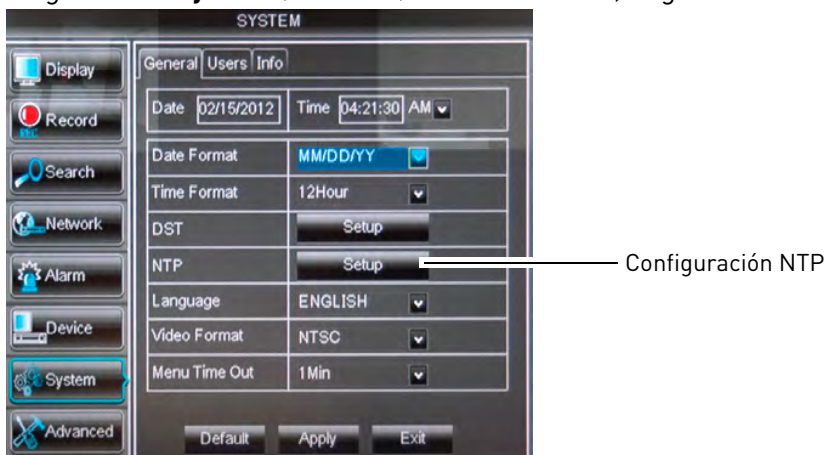 SYSTEM
Display
Record
REC
Search
Network
Alarm
Device
System
Advanced
General Users Info
Date 02/15/2012 Time 04:21:30 AM
Date Format MM/DD/YY
Time Format 12Hour
DST Setup
NTP Setup
Language ENGLISH
Video Format NTSC
Menu Time Out 1Min
Default Apply Exit
Configuración NTP